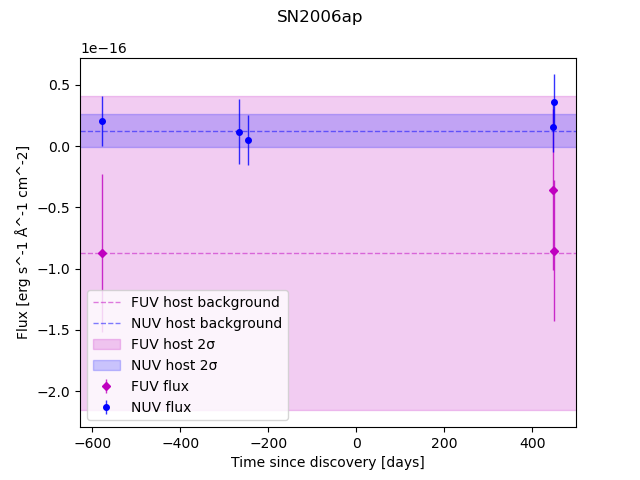 SN2006ap
1e−16
Flux [erg s^-1 Å^-1 cm^-2]
0.5
0.0
−0.5
−1.0
−1.5
−2.0
FUV host background
NUV host background
FUV host 2σ
NUV host 2σ
FUV flux
NUV flux
−600 −400 −200 0 200 400
Time since discovery [days]